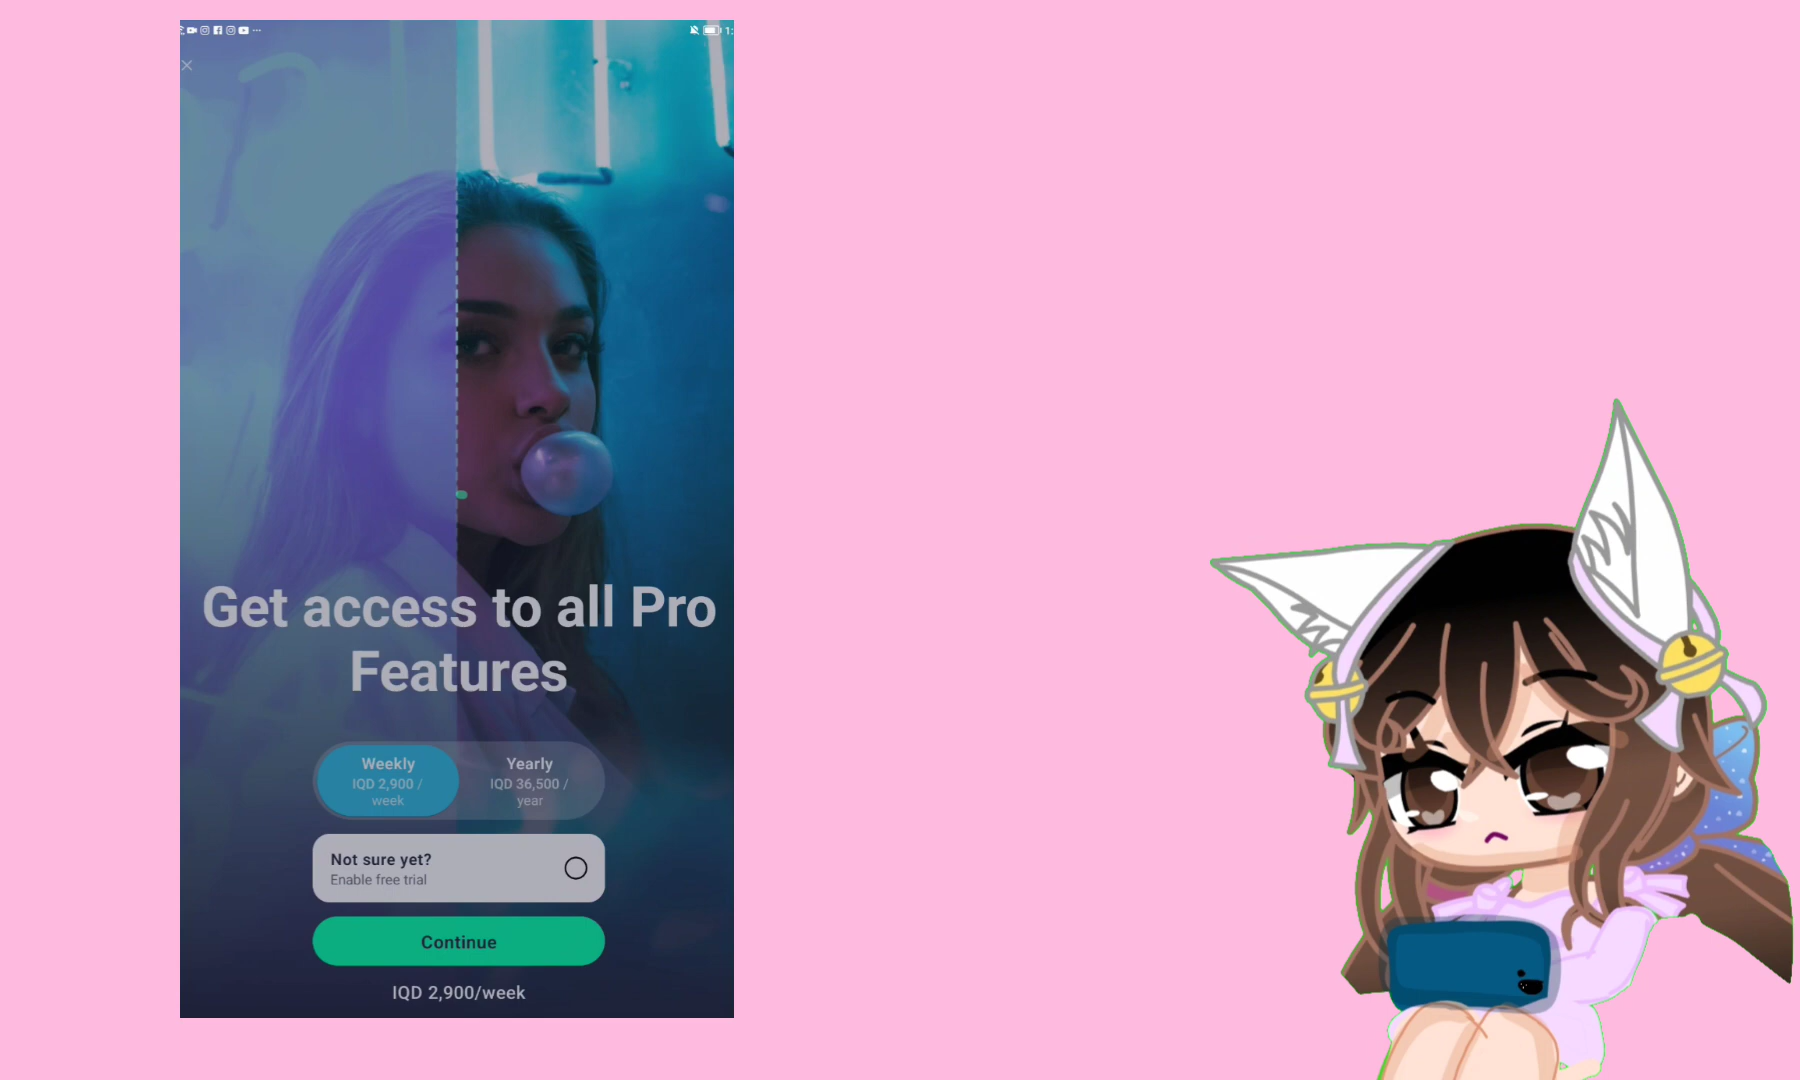 1:
Get access to all Pro
Features
Weekly
IQD 2,900 /
week
Yearly
IQD 36,500 /
year
Not sure yet?
Enable free trial
Continue
IQD 2,900/week